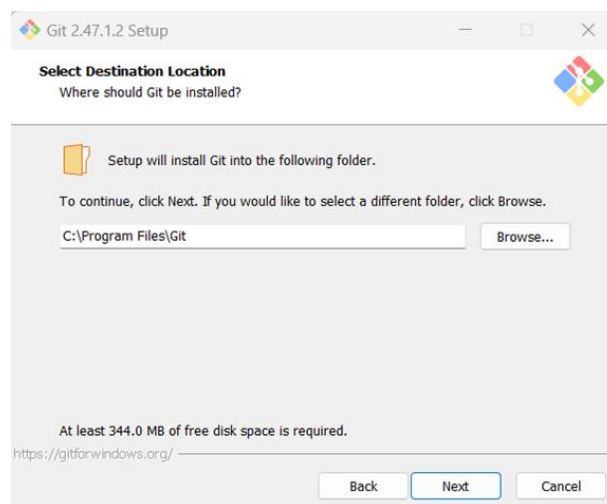 Git 2.47.1.2 Setup
Select Destination Location
Where should Git be installed?
Setup will install Git into the following folder.
To continue, click Next. If you would like to select a different folder, click Browse.
C:\Program Files\Git
Browse...
At least 344.0 MB of free disk space is required.
https://gitforwindows.org/
Back
Next
Cancel